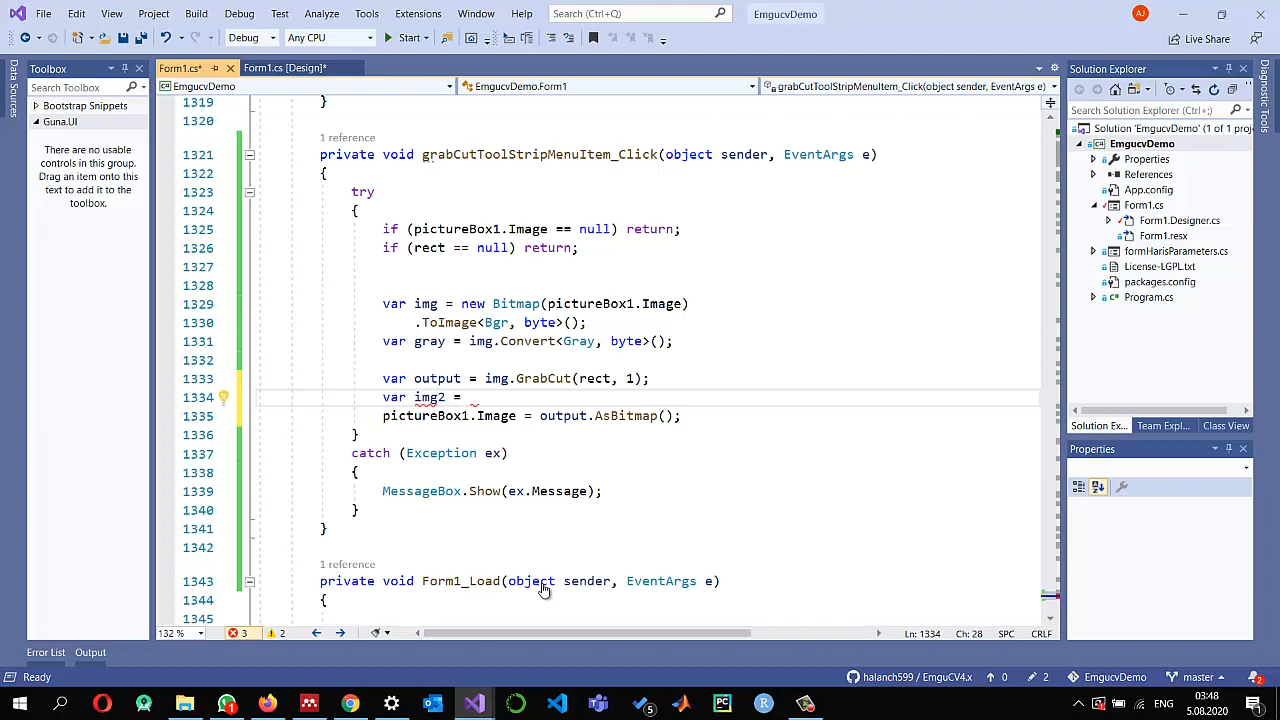 File Edit View Project Build Debug Test Analyze Tools Extensions Window Help Search (Ctrl+Q) EmgucvDemo AJ
Debug Any CPU Start Live Share
Data Sources
Toolbox
Search Toolbox
Bootstrap Snippets
Guna.UI
There are no usable
controls in this group.
Drag an item onto this
text to add it to the
toolbox.
Form1.cs* Form1.cs [Design]*
EmgucvDemo EmgucvDemo.Form1 grabCutToolStripMenuItem_Click(object sender, EventArgs e)
1319 }
1320
1 reference
1321 private void grabCutToolStripMenuItem_Click(object sender, EventArgs e)
1322 {
1323 try
1324 {
1325 if (pictureBox1.Image == null) return;
1326 if (rect == null) return;
1327
1328
1329 var img = new Bitmap(pictureBox1.Image)
1330 .ToImage<Bgr, byte>();
1331 var gray = img.Convert<Gray, byte>();
1332
1333 var output = img.GrabCut(rect, 1);
1334 var img2 =
1335 pictureBox1.Image = output.AsBitmap();
1336 }
1337 catch (Exception ex)
1338 {
1339 MessageBox.Show(ex.Message);
1340 }
1341 }
1342
1 reference
1343 private void Form1_Load(object sender, EventArgs e)
1344 {
1345
132 % 3 2 Ln: 1334 Ch: 28 SPC CRLF
Solution Explorer
Search Solution Explorer (Ctrl+;)
Solution 'EmgucvDemo' (1 of 1 proj
EmgucvDemo
Properties
References
App.config
Form1.cs
Form1.Designer.cs
Form1.resx
formHarisParameters.cs
License-LGPL.txt
packages.config
Program.cs
Solution Ex... Team Expl... Class View
Properties
Diagnostic Tools
Error List Output
Ready halanch599 / EmguCV4.x 0 2 EmgucvDemo master 2
1 5 PC R ENG 03:48
5.08.2020